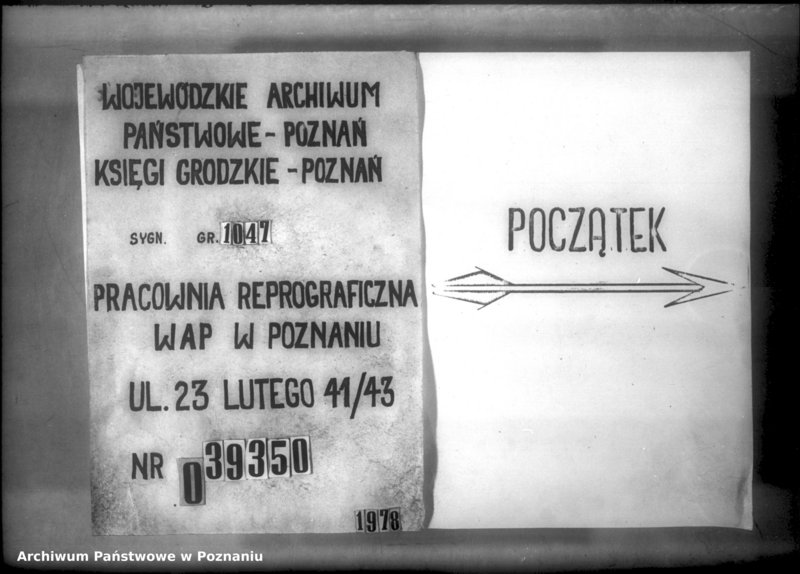 WOJEWÓDZKIE ARCHIWUM
PAŃSTWOWE - POZNAŃ
KSIĘGI GRODZKIE - POZNAŃ
SYGN. GR. 1047
PRACOWNIA REPROGRAFICZNA
WAP W POZNANIU
UL. 23 LUTEGO 41/43
NR 039350
1978
POCZĄTEK
Archiwum Państwowe w Poznaniu